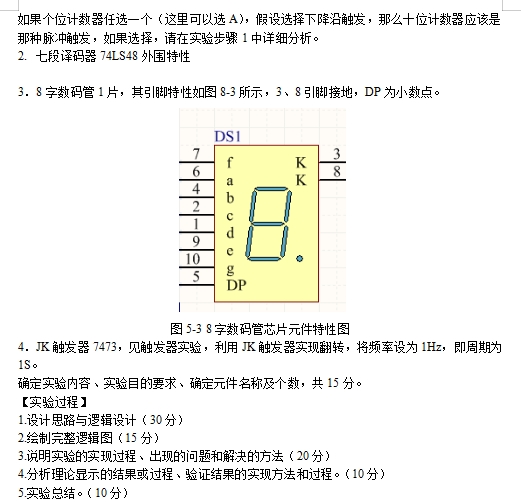 如果个位计数器任选一个（这里可以选 A），假设选择下降沿触发，那么十位计数器应该是
那种脉冲触发，如果选择，请在实验步骤 1 中详细分析。
2. 七段译码器 74LS48 外围特性
3．8 字数码管 1 片，其引脚特性如图 8-3 所示，3、8 引脚接地，DP 为小数点。
DS1
7 f K 3
6 a K 8
4 b
2 c
1 d
9 e
10 g
5 DP
图 5-3 8 字数码管芯片元件特性图
4．JK 触发器 7473，见触发器实验，利用 JK 触发器实现翻转，将频率设为 1Hz，即周期为
1S。
确定实验内容、实验目的要求、确定元件名称及个数，共 15 分。
【实验过程】
1.设计思路与逻辑设计（30 分）
2.绘制完整逻辑图（15 分）
3.说明实验的实现过程、出现的问题和解决的方法（20 分）
4.分析理论显示的结果或过程、验证结果的实现方法和过程。（10 分）
5.实验总结。（10 分）